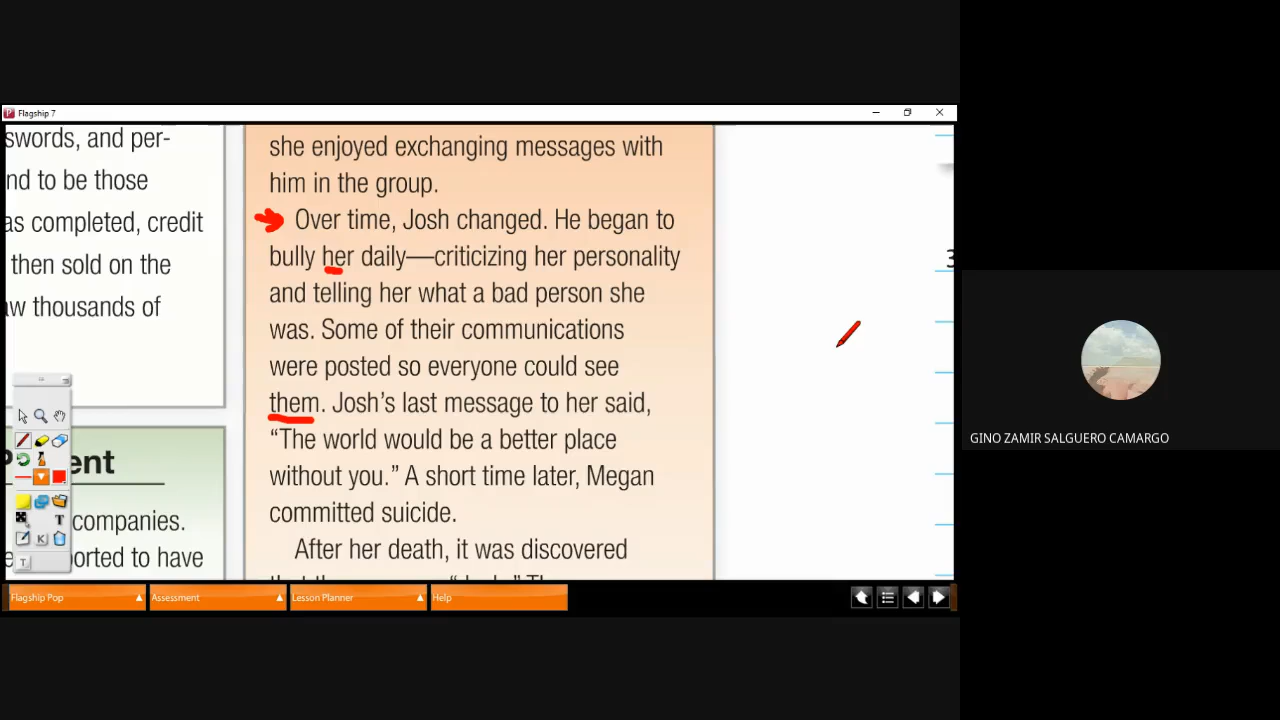 Flagship 7
swords, and per-
nd to be those
as completed, credit
then sold on the
aw thousands of
ent
companies.
orted to have
she enjoyed exchanging messages with
him in the group.
Over time, Josh changed. He began to
bully her daily—criticizing her personality
and telling her what a bad person she
was. Some of their communications
were posted so everyone could see
them. Josh's last message to her said,
“The world would be a better place
without you.” A short time later, Megan
committed suicide.
After her death, it was discovered
3
T
K
T
Flagship Pop
Assessment
Lesson Planner
Help
GINO ZAMIR SALGUERO CAMARGO